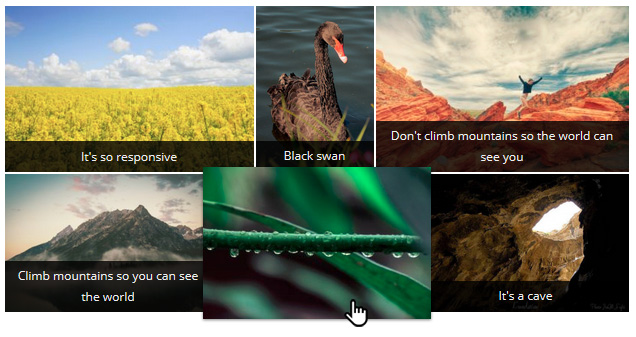 It's so responsive
Black swan
Don't climb mountains so the world can
see you
Climb mountains so you can see
the world
It's a cave